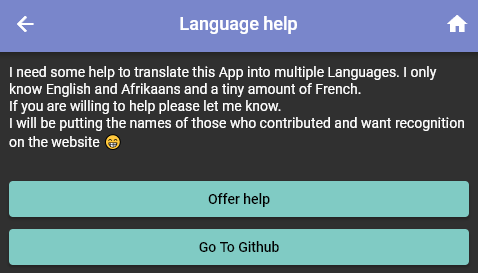 Language help
I need some help to translate this App into multiple Languages. I only
know English and Afrikaans and a tiny amount of French.
If you are willing to help please let me know.
I will be putting the names of those who contributed and want recognition
on the website 😁
Offer help
Go To Github